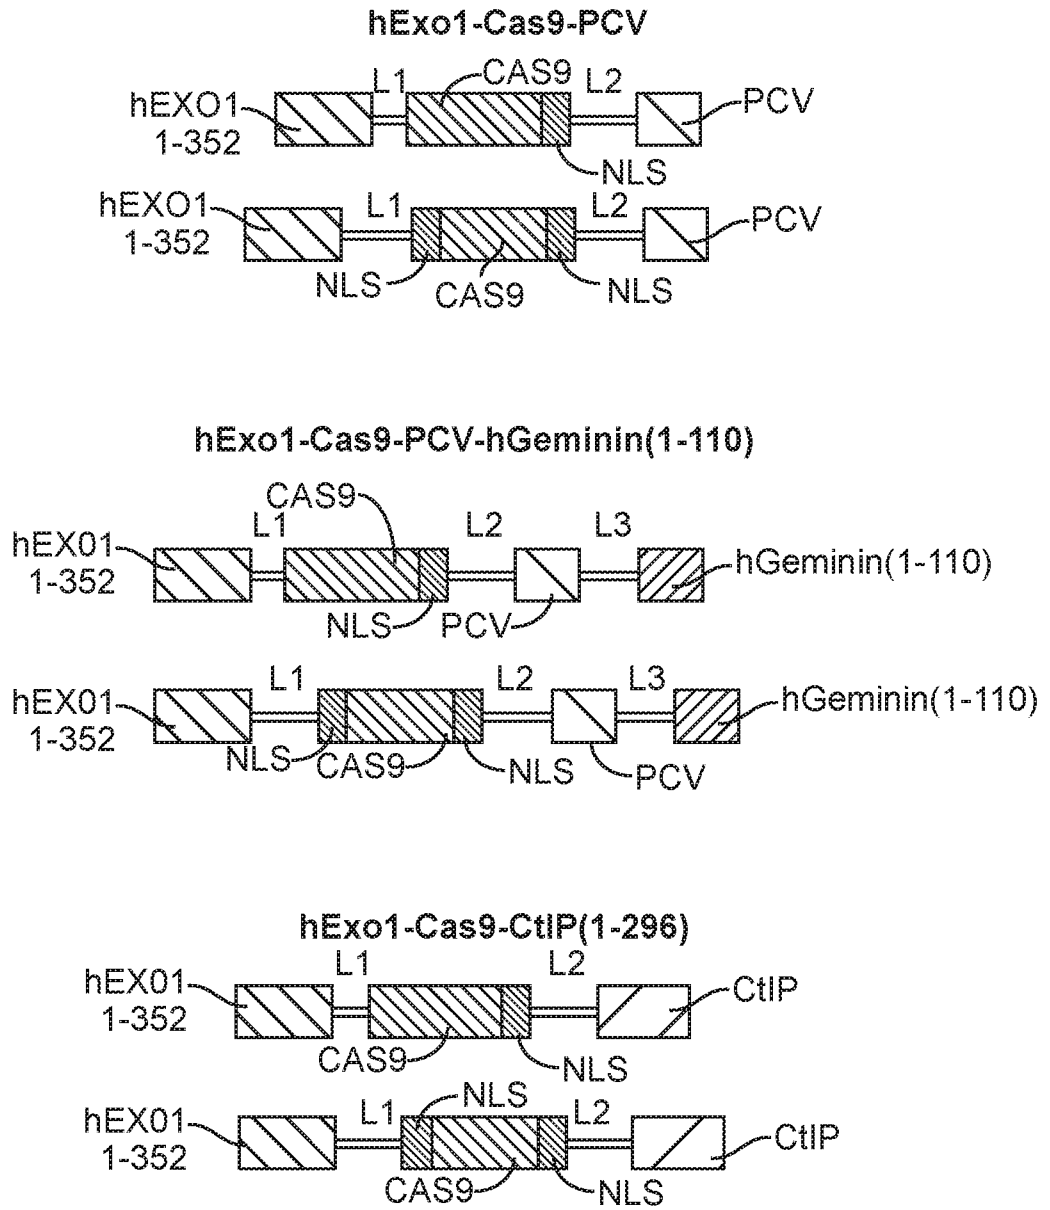 hExo1-Cas9-PCV
L1 CAS9 L2
hEXO1 PCV
1-352
NLS
hEXO1 L1 L2 PCV
1-352
NLS CAS9 NLS
hExo1-Cas9-PCV-hGeminin(1-110)
CAS9
L1 L2 L3
hEX01 hGeminin(1-110)
1-352
NLS PCV
L1 L2 L3
hEX01 hGeminin(1-110)
1-352
NLS CAS9 NLS PCV
hExo1-Cas9-CtIP(1-296)
L1 L2
hEX01 CtIP
1-352
CAS9 NLS
NLS
hEX01 L1 L2 CtIP
1-352
CAS9 NLS